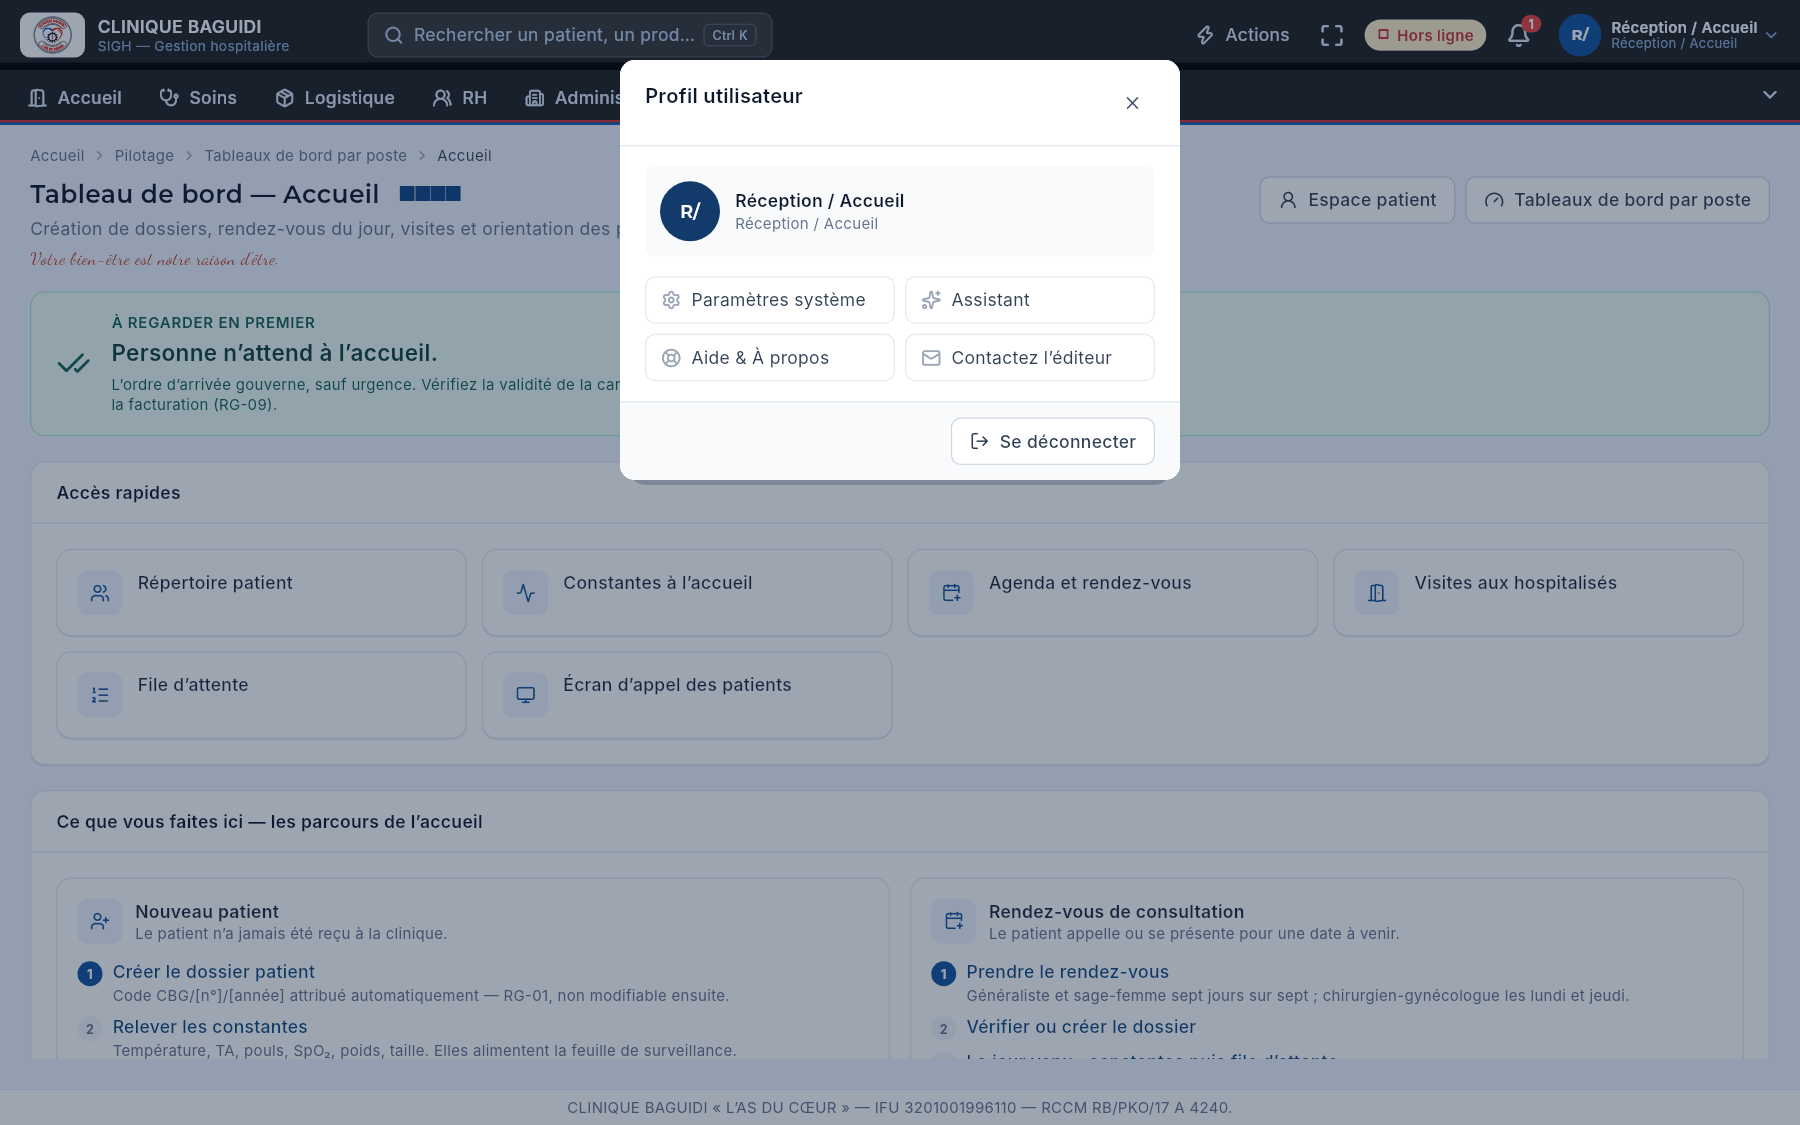 CLINIQUE BAGUIDI
SIGH — Gestion hospitalière
Rechercher un patient, un prod...
Ctrl K
Actions
Hors ligne
1
R/
Réception / Accueil
Réception / Accueil
Accueil
Soins
Logistique
RH
Adminis
Profil utilisateur
R/
Réception / Accueil
Réception / Accueil
Paramètres système
Assistant
Aide & À propos
Contactez l’éditeur
Se déconnecter
Accueil > Pilotage > Tableaux de bord par poste > Accueil
Tableau de bord — Accueil
Création de dossiers, rendez-vous du jour, visites et orientation des
Votre bien-être est notre raison d'être.
Espace patient
Tableaux de bord par poste
À REGARDER EN PREMIER
Personne n’attend à l’accueil.
L’ordre d’arrivée gouverne, sauf urgence. Vérifiez la validité de la car
la facturation (RG-09).
Accès rapides
Répertoire patient
Constantes à l’accueil
Agenda et rendez-vous
Visites aux hospitalisés
File d’attente
Écran d’appel des patients
Ce que vous faites ici — les parcours de l’accueil
Nouveau patient
Le patient n’a jamais été reçu à la clinique.
1 Créer le dossier patient
Code CBG/[n°]/[année] attribué automatiquement — RG-01, non modifiable ensuite.
2 Relever les constantes
Température, TA, pouls, SpO₂, poids, taille. Elles alimentent la feuille de surveillance.
Rendez-vous de consultation
Le patient appelle ou se présente pour une date à venir.
1 Prendre le rendez-vous
Généraliste et sage-femme sept jours sur sept ; chirurgien-gynécologue les lundi et jeudi.
2 Vérifier ou créer le dossier
CLINIQUE BAGUIDI « L’AS DU CŒUR » — IFU 3201001996110 — RCCM RB/PKO/17 A 4240.